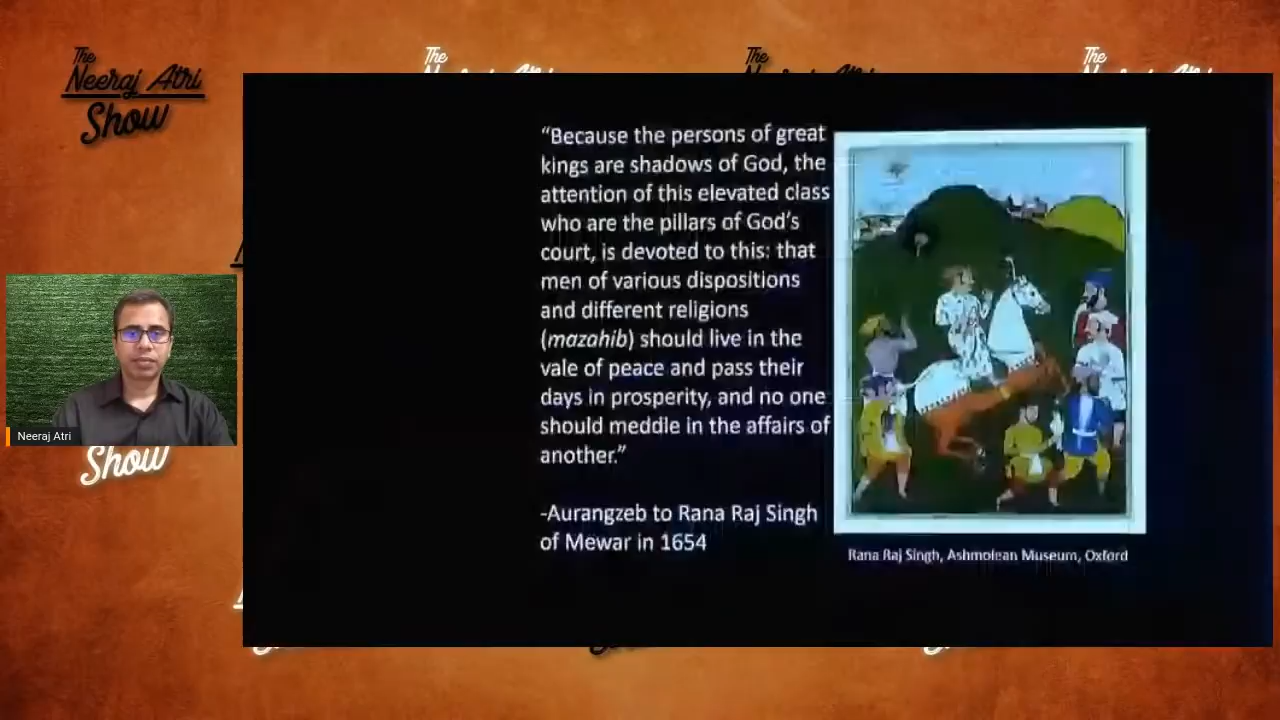 The
Neeraj Atri
Show
The
The
The
"Because the persons of great
kings are shadows of God, the
attention of this elevated class
who are the pillars of God's
court, is devoted to this: that
men of various dispositions
and different religions
(mazahib) should live in the
vale of peace and pass their
days in prosperity, and no one
should meddle in the affairs of
another."
-Aurangzeb to Rana Raj Singh
of Mewar in 1654
Rana Raj Singh, Ashmolean Museum, Oxford
Neeraj Atri
Show